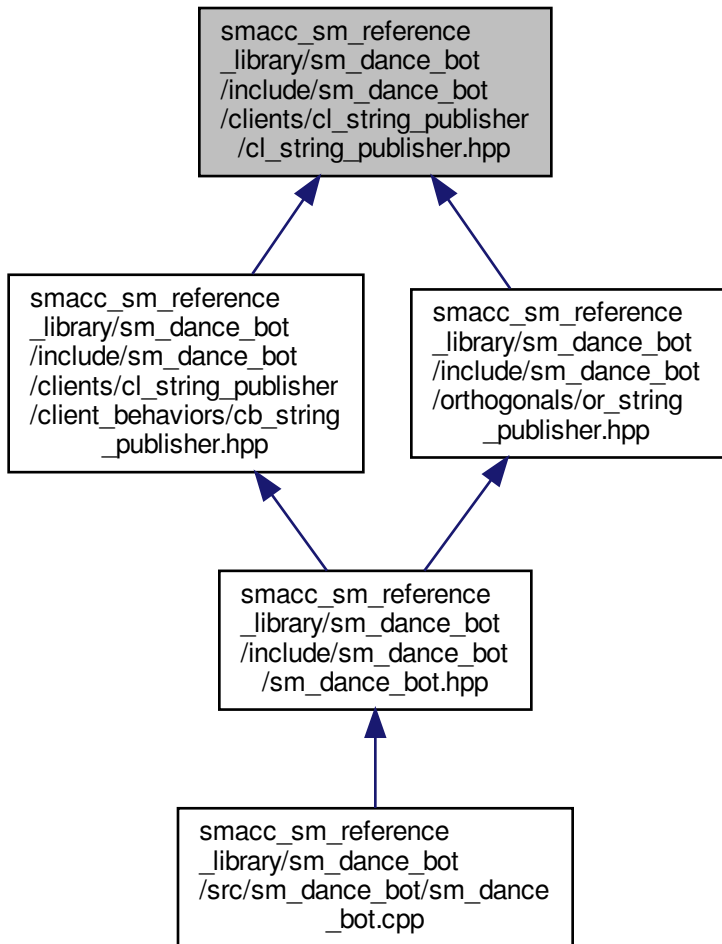 smacc_sm_reference
_library/sm_dance_bot
/include/sm_dance_bot
/clients/cl_string_publisher
/cl_string_publisher.hpp
smacc_sm_reference
_library/sm_dance_bot
/include/sm_dance_bot
/clients/cl_string_publisher
/client_behaviors/cb_string
_publisher.hpp
smacc_sm_reference
_library/sm_dance_bot
/include/sm_dance_bot
/orthogonals/or_string
_publisher.hpp
smacc_sm_reference
_library/sm_dance_bot
/include/sm_dance_bot
/sm_dance_bot.hpp
smacc_sm_reference
_library/sm_dance_bot
/src/sm_dance_bot/sm_dance
_bot.cpp